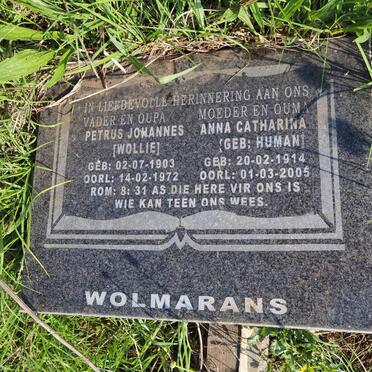 IN LIEFDEVOLLE HERINNERING AAN ONS
VADER EN OUPA
PETRUS JOHANNES
[WOLLIE]
GEB: 02-07-1903
OORL: 14-02-1972
MOEDER EN OUMA
ANNA CATHARINA
[GEB: HUMAN]
GEB: 20-02-1914
OORL: 01-03-2005
ROM: 8: 31 AS DIE HERE VIR ONS IS
WIE KAN TEEN ONS WEES.
WOLMARANS